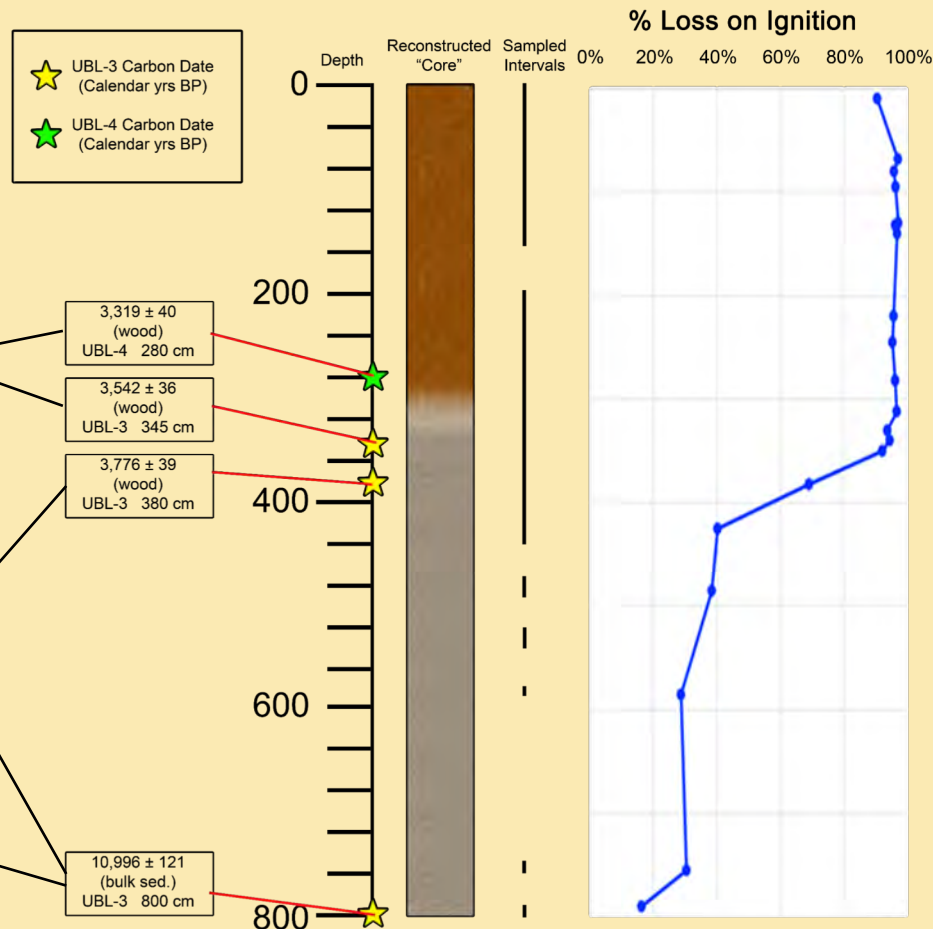 % Loss on Ignition
UBL-3 Carbon Date
(Calendar yrs BP)
UBL-4 Carbon Date
(Calendar yrs BP)
Depth
Reconstructed
“Core”
Sampled
Intervals
0% 20% 40% 60% 80% 100%
0
200
400
600
800
3,319 ± 40
(wood)
UBL-4 280 cm
3,542 ± 36
(wood)
UBL-3 345 cm
3,776 ± 39
(wood)
UBL-3 380 cm
10,996 ± 121
(bulk sed.)
UBL-3 800 cm